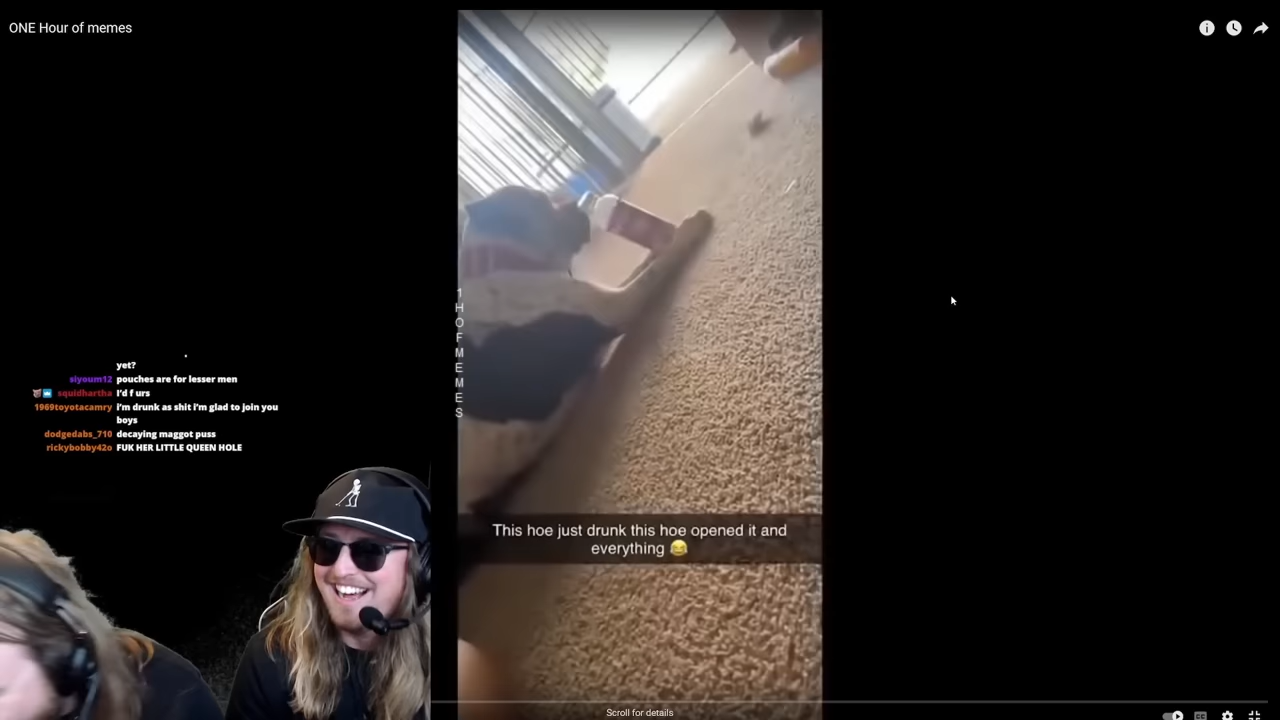 ONE Hour of memes
1
H
O
F
M
E
M
E
S
yet?
siyoum12 pouches are for lesser men
squidhartha I'd f urs
1969toyotacamry I'm drunk as shit i'm glad to join you
boys
dodgedabs_710 decaying maggot puss
rickybobby42o FUK HER LITTLE QUEEN HOLE
This hoe just drunk this hoe opened it and
everything 😂
Scroll for details